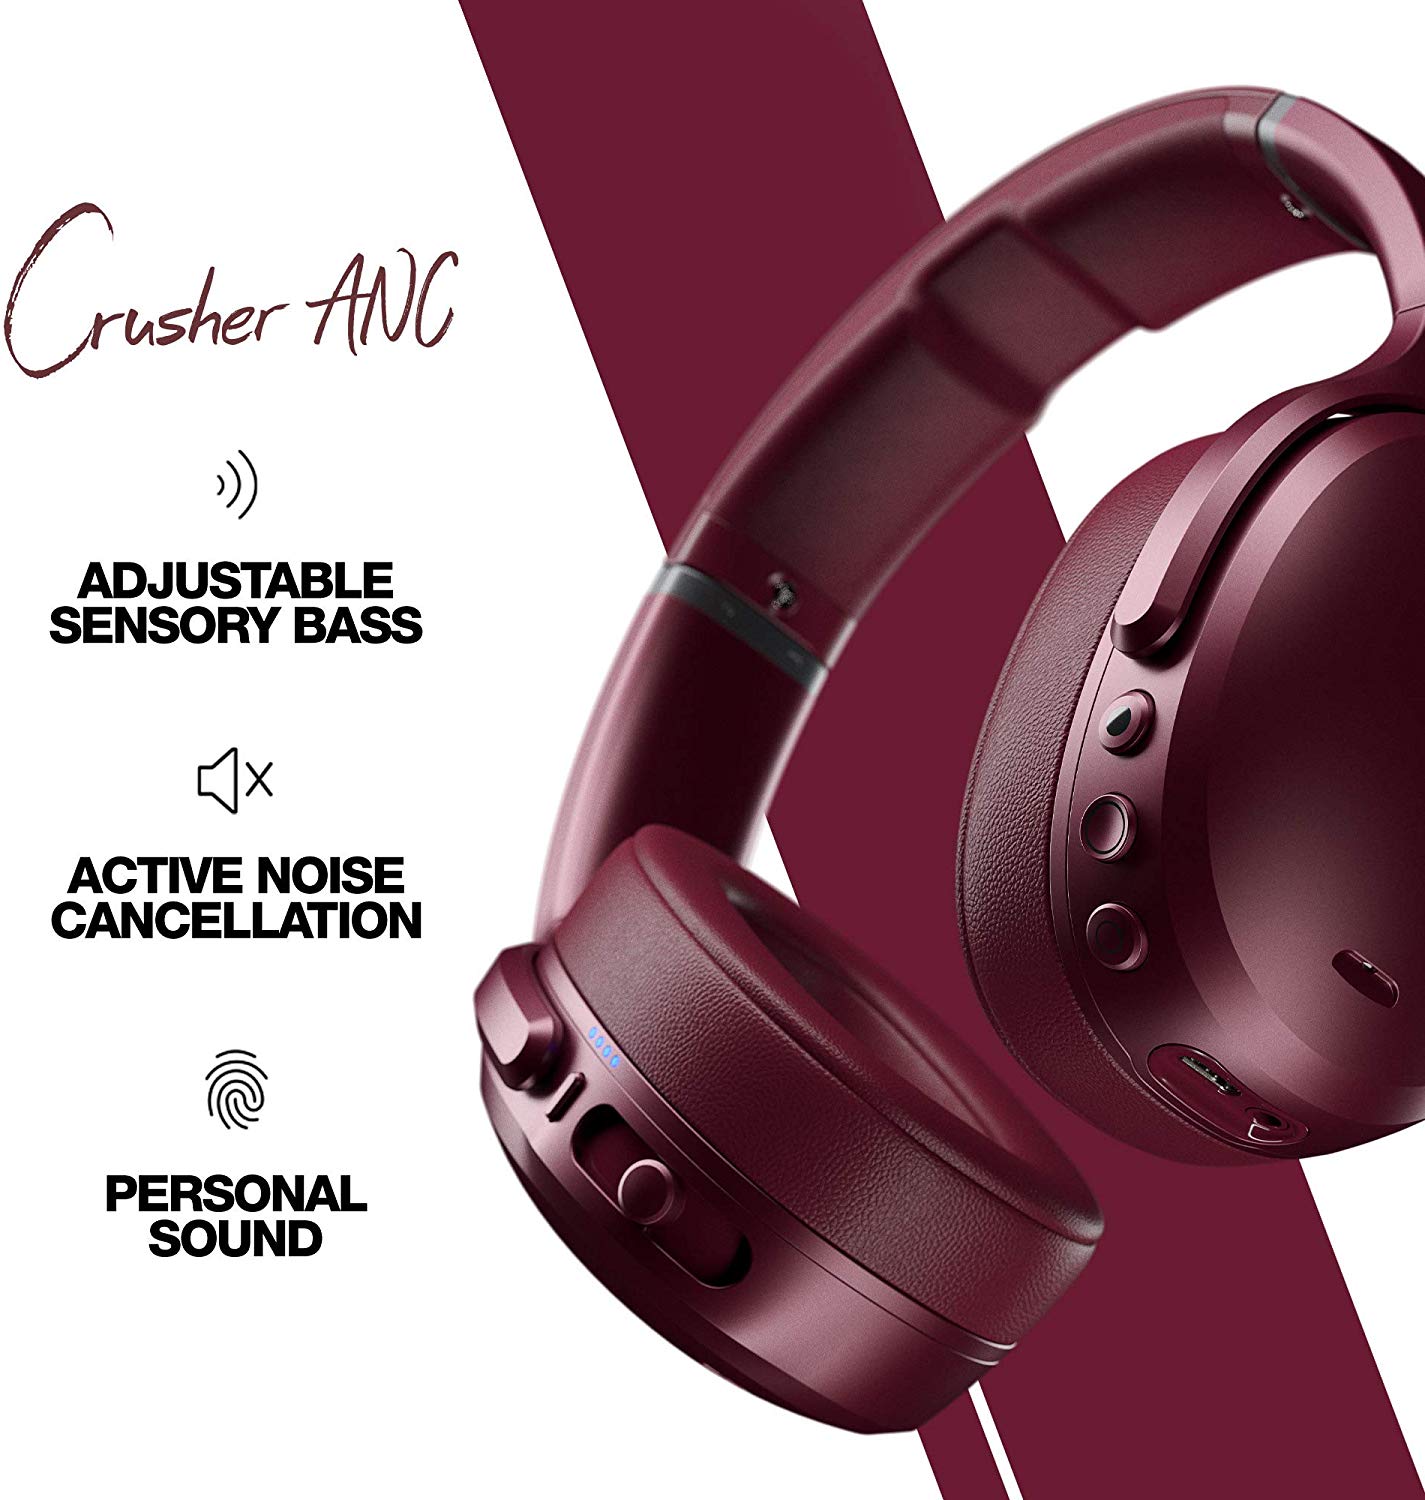 Crusher ANC
ADJUSTABLE
SENSORY BASS
ACTIVE NOISE
CANCELLATION
PERSONAL
SOUND